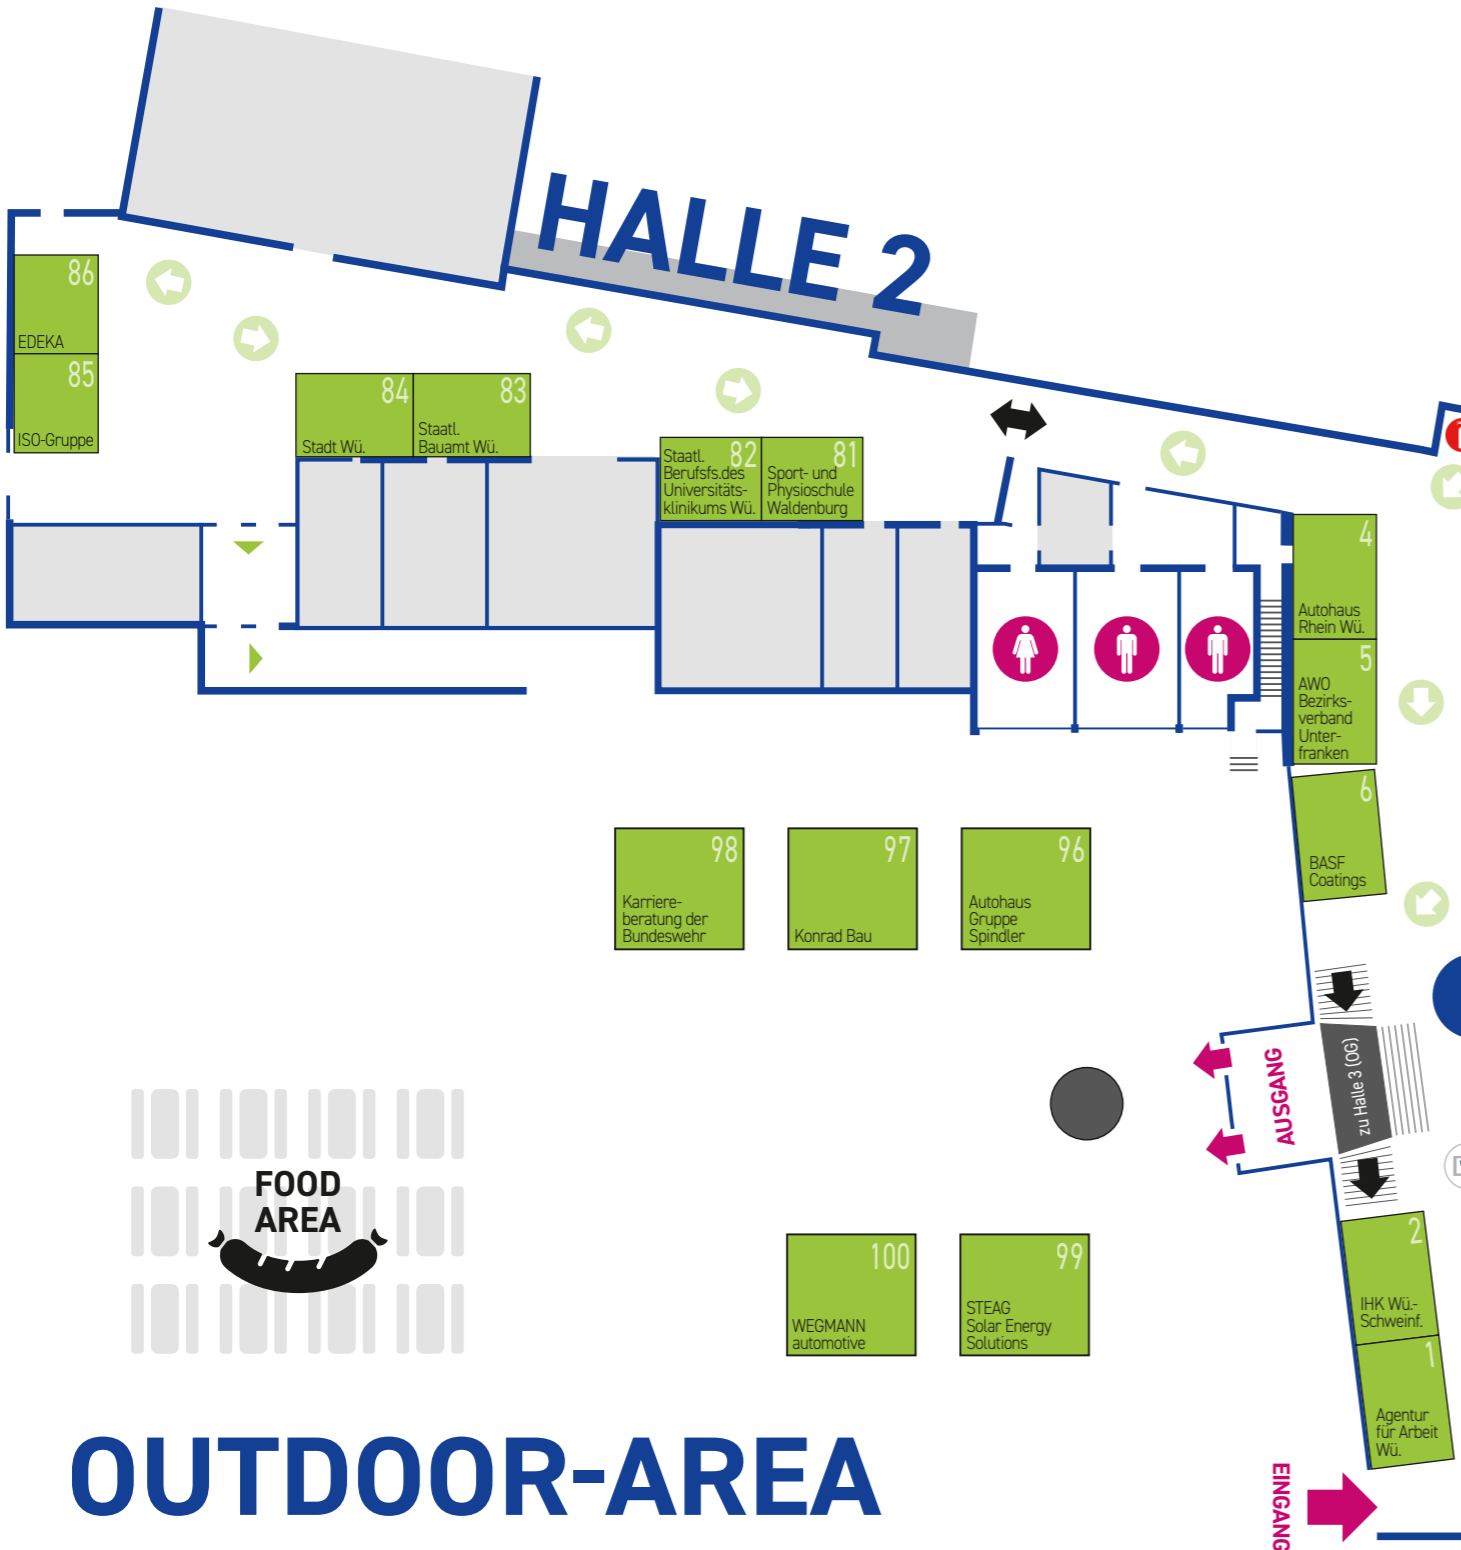 HALLE 2
86
EDEKA
85
ISO-Gruppe
84
Stadt Wü.
83
Staatl.
Bauamt Wü.
82
Staatl.
Berufsfs.des
Universitäts-
klinikums Wü.
81
Sport- und
Physioschule
Waldenburg
4
Autohaus
Rhein Wü.
5
AWO
Bezirks-
verband
Unter-
franken
6
BASF
Coatings
98
Karriere-
beratung der
Bundeswehr
97
Konrad Bau
96
Autohaus
Gruppe
Spindler
AUSGANG
zu Halle 3 (OG)
FOOD
AREA
100
WEGMANN
automotive
99
STEAG
Solar Energy
Solutions
2
IHK Wü.-
Schweinf.
1
Agentur
für Arbeit
Wü.
OUTDOOR-AREA
EINGANG